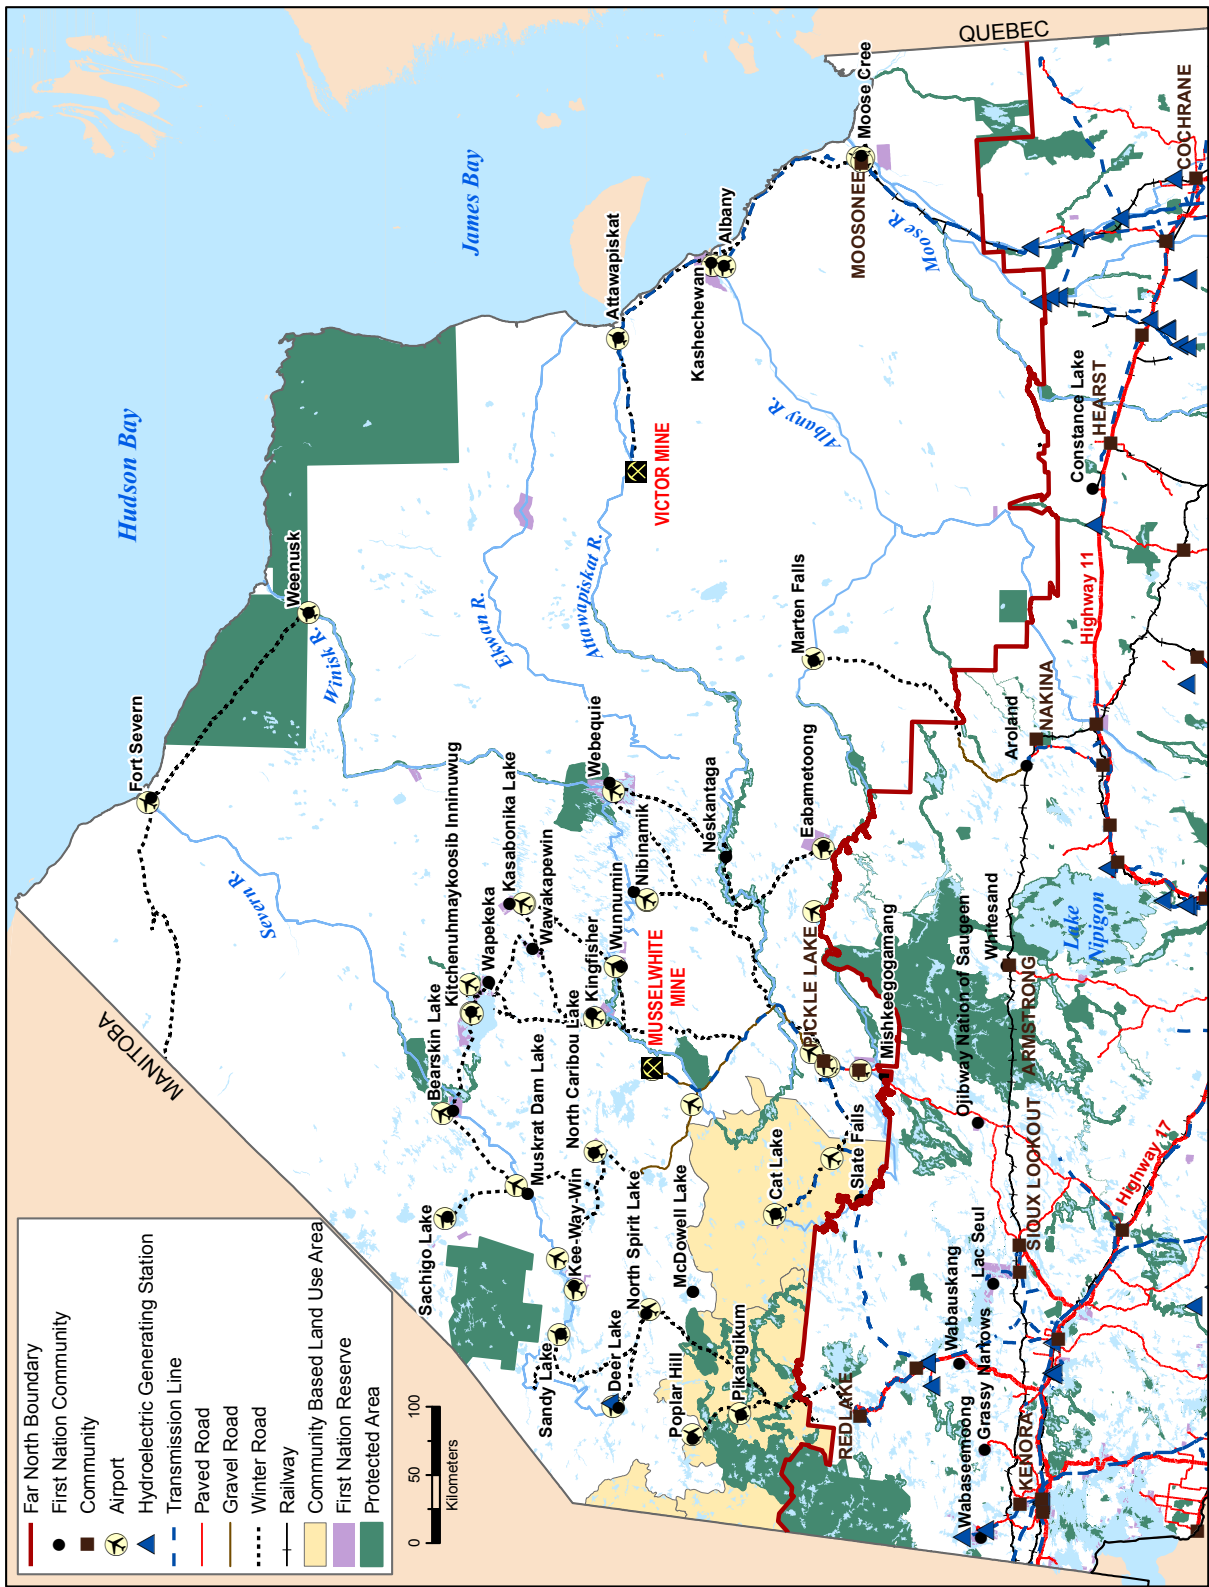 Far North Boundary
First Nation Community
Community
Airport
Hydroelectric Generating Station
Transmission Line
Paved Road
Gravel Road
Winter Road
Railway
Community Based Land Use Area
First Nation Reserve
Protected Area
0
50
100
Kilometers
MANITOBA
QUEBEC
Hudson Bay
James Bay
Fort Severn
Severn R.
Weenusk
Winisk R.
Ekwan R.
Attawapiskat R.
Attawapiskat
VICTOR MINE
Kashechewan
Albany
Albany R.
MOOSONEE
Moose Cree
Moose R.
Sachigo Lake
Bearskin Lake
Kitchenuhmaykoosib Inninuwug
Wapekeka
Kasabonika Lake
Wawakapewin
Webequie
Muskrat Dam Lake
North Caribou Lake
Kingfisher
Wunnumin
Nibinamik
Neskantaga
Marten Falls
Eabametoong
MUSSELWHITE
MINE
Sandy Lake
Kee-Way-Win
Deer Lake
North Spirit Lake
McDowell Lake
Poplar Hill
Pikangikum
Cat Lake
Slate Falls
PICKLE LAKE
Mishkeegogamang
RED LAKE
Ojibway Nation of Saugeen
Whitesand
ARMSTRONG
Lake
Nipigon
Aroland
NAKINA
Highway 11
Constance Lake
HEARST
COCHRANE
Wabaseemoong
Grassy Narrows
Wabauskang
Lac Seul
SIOUX LOOKOUT
KENORA
Highway 17